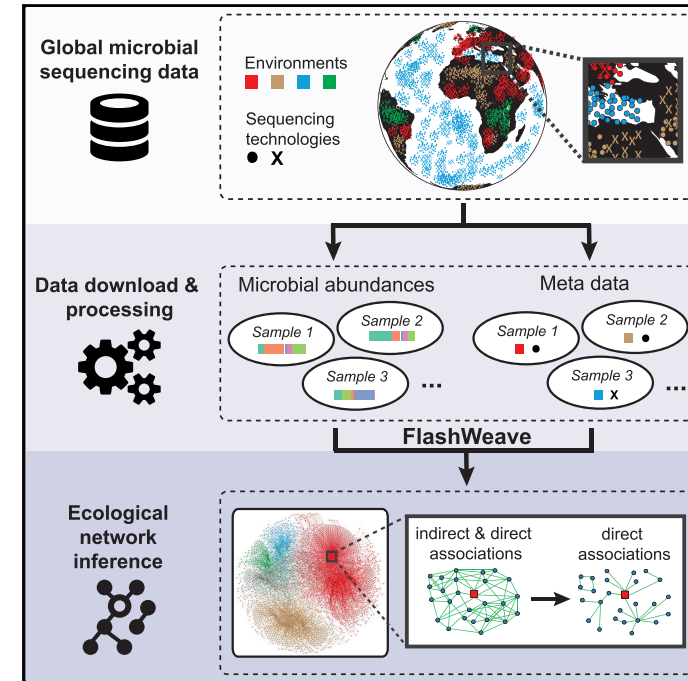 Global microbial
sequencing data
Environments
Sequencing
technologies
X
Data download &
processing
Microbial abundances
Sample 1
Sample 2
Sample 3
...
Meta data
Sample 1
Sample 2
Sample 3
X
...
FlashWeave
Ecological
network
inference
indirect & direct
associations
direct
associations